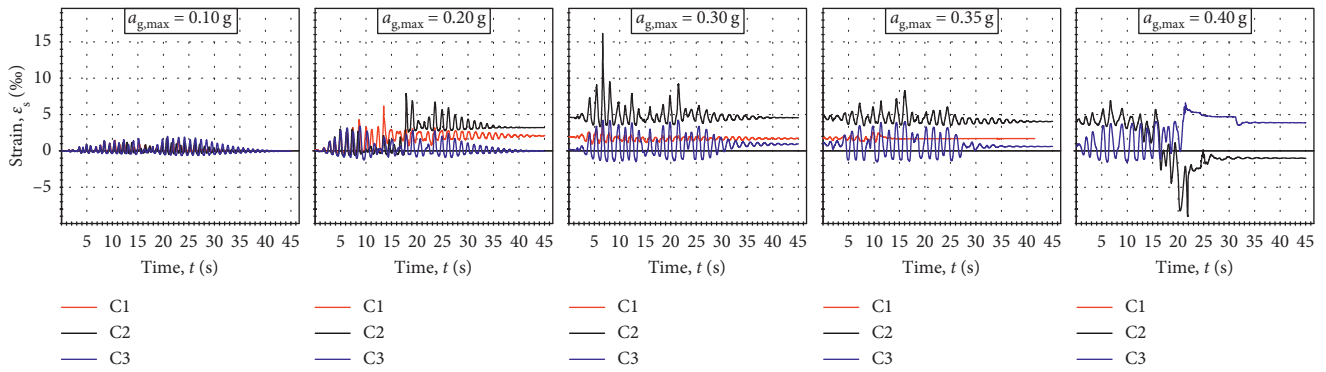 a_g,max = 0.10 g
a_g,max = 0.20 g
a_g,max = 0.30 g
a_g,max = 0.35 g
a_g,max = 0.40 g
Strain, ε_s (‰)
15
10
5
0
−5
5 10 15 20 25 30 35 40 45
5 10 15 20 25 30 35 40 45
5 10 15 20 25 30 35 40 45
5 10 15 20 25 30 35 40 45
5 10 15 20 25 30 35 40 45
Time, t (s)
Time, t (s)
Time, t (s)
Time, t (s)
Time, t (s)
C1
C2
C3
C1
C2
C3
C1
C2
C3
C1
C2
C3
C1
C2
C3